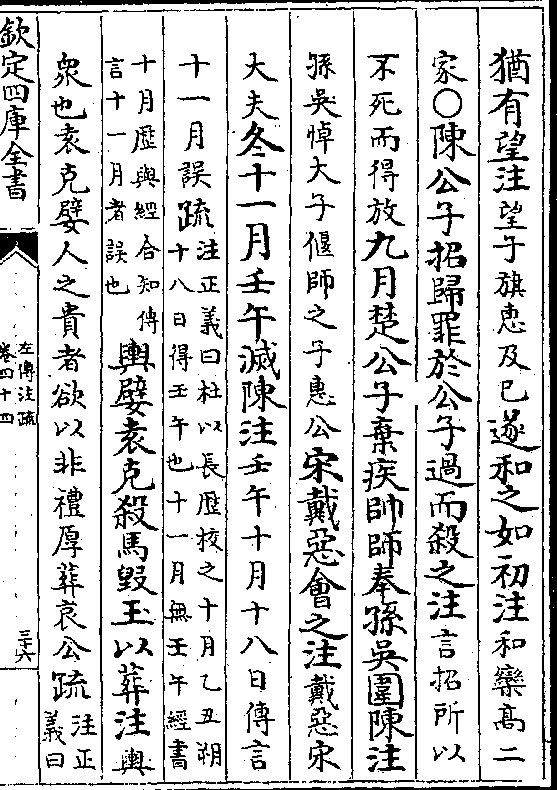 猶有望注望子旗惠及已遂和之如初注和欒高二
家○陳公子招歸罪於公子過而殺之注言招所以
不死而得放九月楚公子棄疾帥師奉孫吳圍陳注
孫吳悼大子偃師之子惠公宋戴惡會之注戴惡宋
大夫冬十一月壬午滅陳注壬午十月十八日傳言
十一月誤疏注正義曰杜以長歴校之十月乙丑朔
十八日得壬午也十一月無壬午經書
十月歴與經合知傳
言十一月者誤也
輿嬖袁克殺馬毀玉以葬注輿
衆也袁克嬖人之貴者欲以非禮厚葬哀公疏注正
義曰
欽定四庫全書
左傳注疏
卷四十四
三十六